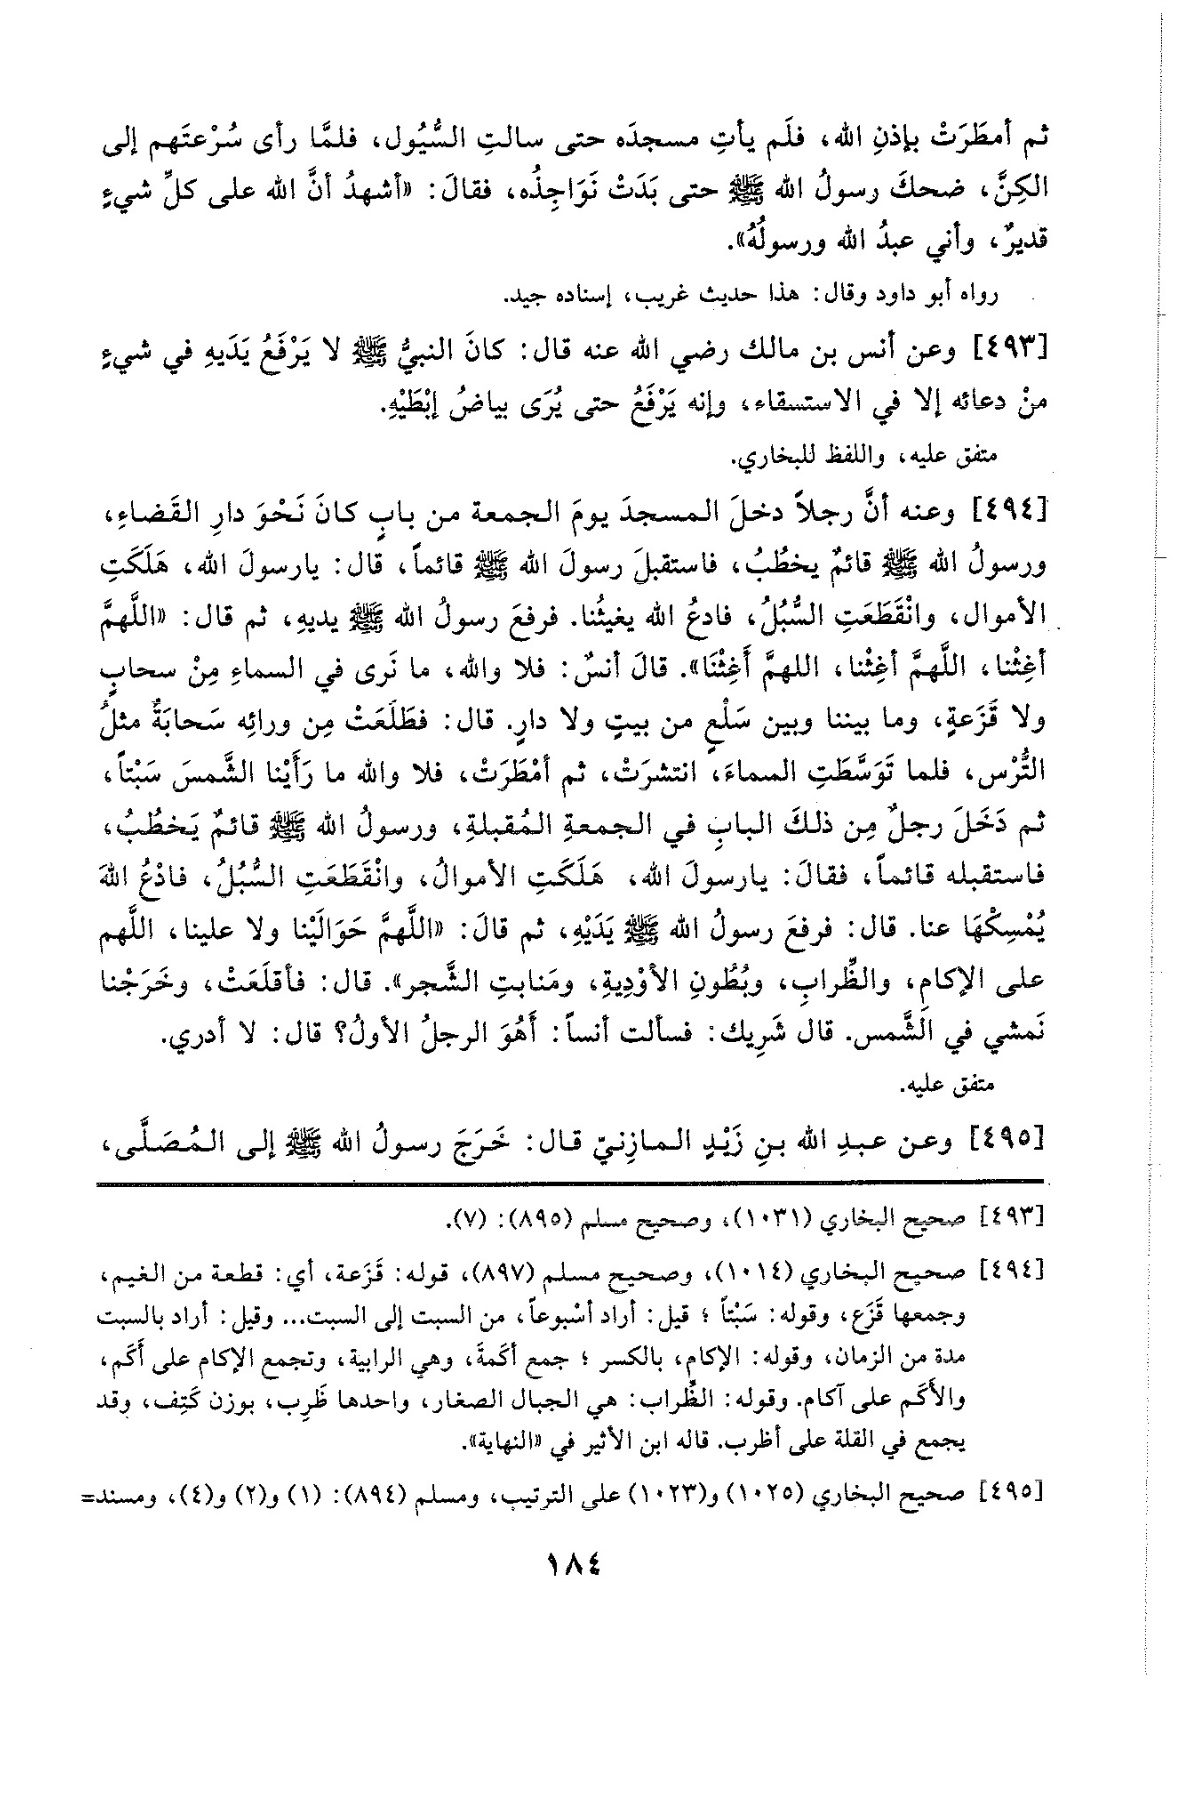 ثم أمطَرَتْ بإذنِ الله، فلَم يأتِ مسجدَه حتى سالتِ السُّيُول، فلمَّا رأى سُرْعتَهم إلى
الكِنَّ، ضحكَ رسولُ الله ﷺ حتى بَدَتْ نَوَاجِذُه، فقالَ: «أشهدُ أنَّ الله على كلِّ شيءٍ
قديرٌ، وأني عبدُ الله ورسولُهُ».
رواه أبو داود وقال: هذا حديث غريب، إسناده جيد.
[٤٩٣] وعن أنس بن مالك رضي الله عنه قال: كانَ النبيُّ ﷺ لا يَرْفَعُ يَدَيهِ في شيءٍ
منْ دعائه إلا في الاستسقاء، وإنه يَرْفَعُ حتى يُرَى بياضُ إبْطَيْهِ.
متفق عليه، واللفظ للبخاري.
[٤٩٤] وعنه أنَّ رجلاً دخلَ المسجدَ يومَ الجمعة من بابٍ كانَ نَحْوَ دارِ القَضاءِ،
ورسولُ الله ﷺ قائمٌ يخطُبُ، فاستقبلَ رسولَ الله ﷺ قائماً، قال: يارسولَ الله، هَلَكَتِ
الأموال، وانْقَطَعَتِ السُّبُلُ، فادعُ الله يغيثُنا. فرفعَ رسولُ الله ﷺ يديهِ، ثم قال: «اللهمَّ
أغِثْنا، اللَّهمَّ أغِثْنا، اللهمَّ أَغِثْنَا». قالَ أنسٌ: فلا والله، ما نَرى في السماءِ مِنْ سحابٍ
ولا قَزَعةٍ، وما بيننا وبين سَلْعٍ من بيتٍ ولا دارٍ. قال: فطَلَعَتْ مِن ورائِه سَحابَةٌ مثلُ
التُّرْس، فلما تَوَسَّطَتِ السماءَ، انتشرَتْ، ثم أمْطَرَتْ، فلا والله ما رَأَيْنا الشَّمسَ سَبْتاً،
ثم دَخَلَ رجلٌ مِن ذلكَ البابِ في الجمعةِ المُقبلةِ، ورسولُ الله ﷺ قائمٌ يَخطُبُ،
فاستقبله قائماً، فقالَ: يارسولَ الله، هَلَكَتِ الأموالُ، وانْقَطَعَتِ السُّبُلُ، فادْعُ اللهَ
يُمْسِكْهَا عنا. قال: فرفعَ رسولُ الله ﷺ يَدَيْهِ، ثم قالَ: «اللَّهمَّ حَوَالَيْنا ولا علينا، اللَّهم
على الإكامِ، والظِّرابِ، وبُطُونِ الأوْدِيةِ، ومَنابتِ الشَّجر». قال: فأقلَعَتْ، وخَرَجْنا
نَمشي في الشَّمس. قال شَرِيك: فسألت أنساً: أَهُوَ الرجلُ الأولُ؟ قال: لا أدري.
متفق عليه.
[٤٩٥] وعن عبدِ الله بنِ زَيْدٍ المازِنيّ قال: خَرَجَ رسولُ الله ﷺ إلى المُصَلَّى،
[٤٩٣] صحيح البخاري (١٠٣١)، وصحيح مسلم (٨٩٥): (٧).
[٤٩٤] صحيح البخاري (١٠١٤)، وصحيح مسلم (٨٩٧)، قوله: قَزَعة، أي: قطعة من الغيم،
وجمعها قَزَع، وقوله: سَبْتاً ؛ قيل: أراد أسْبوعاً، من السبت إلى السبت... وقيل: أراد بالسبت
مدة من الزمان، وقوله: الإكامِ، بالكسر ؛ جمع أكَمةَ، وهي الرابية، وتجمع الإكام على أَكَم،
والأَكَم على آكام. وقوله: الظِّراب: هي الجبال الصغار، واحدها ظَرِب، بوزن كَتِف، وقد
يجمع في القلة على أظرب. قاله ابن الأثير في «النهاية».
[٤٩٥] صحيح البخاري (١٠٢٥) و(١٠٢٣) على الترتيب، ومسلم (٨٩٤): (١) و(٢) و(٤)، ومسند=
١٨٤